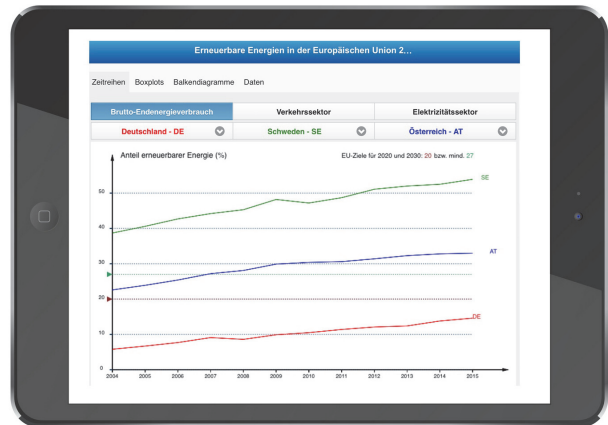 Erneuerbare Energien in der Europäischen Union 2...
Zeitreihen Boxplots Balkendiagramme Daten
Brutto-Endenergieverbrauch Verkehrssektor Elektrizitätssektor
Deutschland - DE Schweden - SE Österreich - AT
Anteil erneuerbarer Energie (%) EU-Ziele für 2020 und 2030: 20 bzw. mind. 27
SE
50
40
AT
30
20
DE
10
0
2004 2005 2006 2007 2008 2009 2010 2011 2012 2013 2014 2015